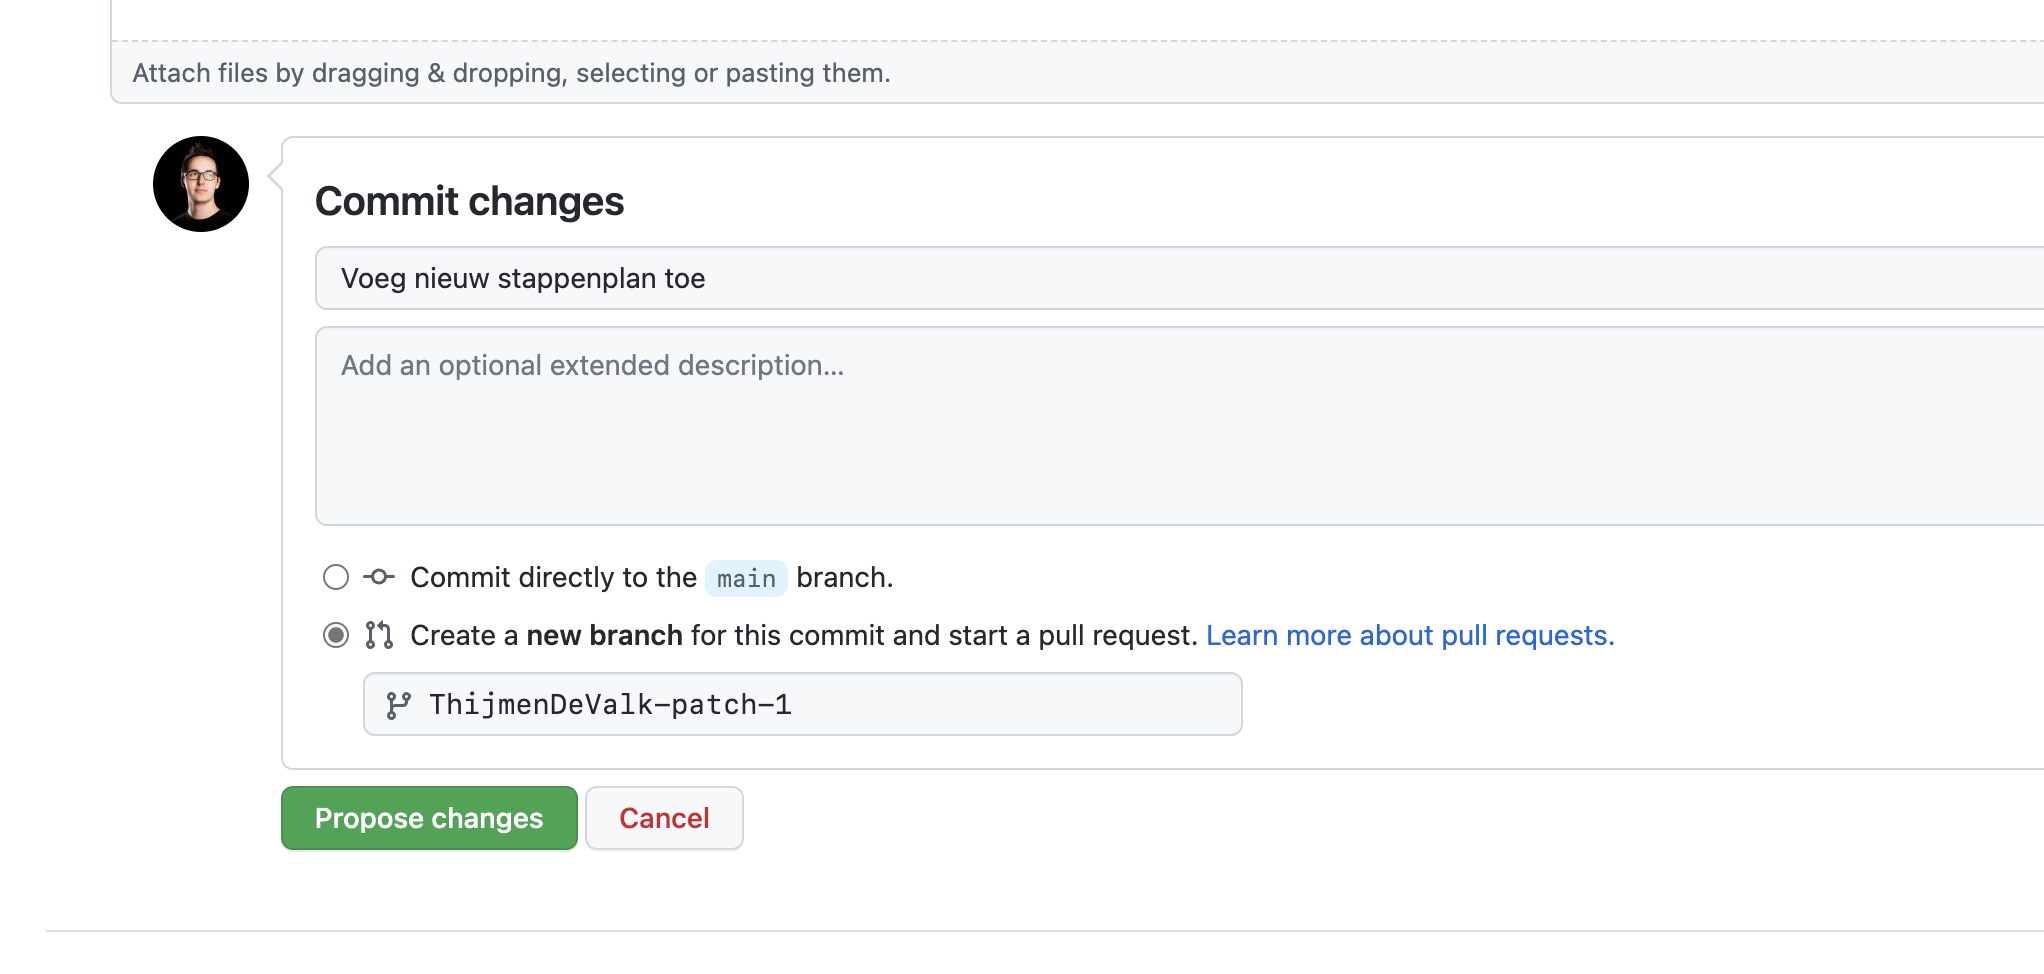 Attach files by dragging & dropping, selecting or pasting them.
Commit changes
Voeg nieuw stappenplan toe
Add an optional extended description...
Commit directly to the main branch.
Create a new branch for this commit and start a pull request. Learn more about pull requests.
ThijmenDeValk-patch-1
Propose changes Cancel